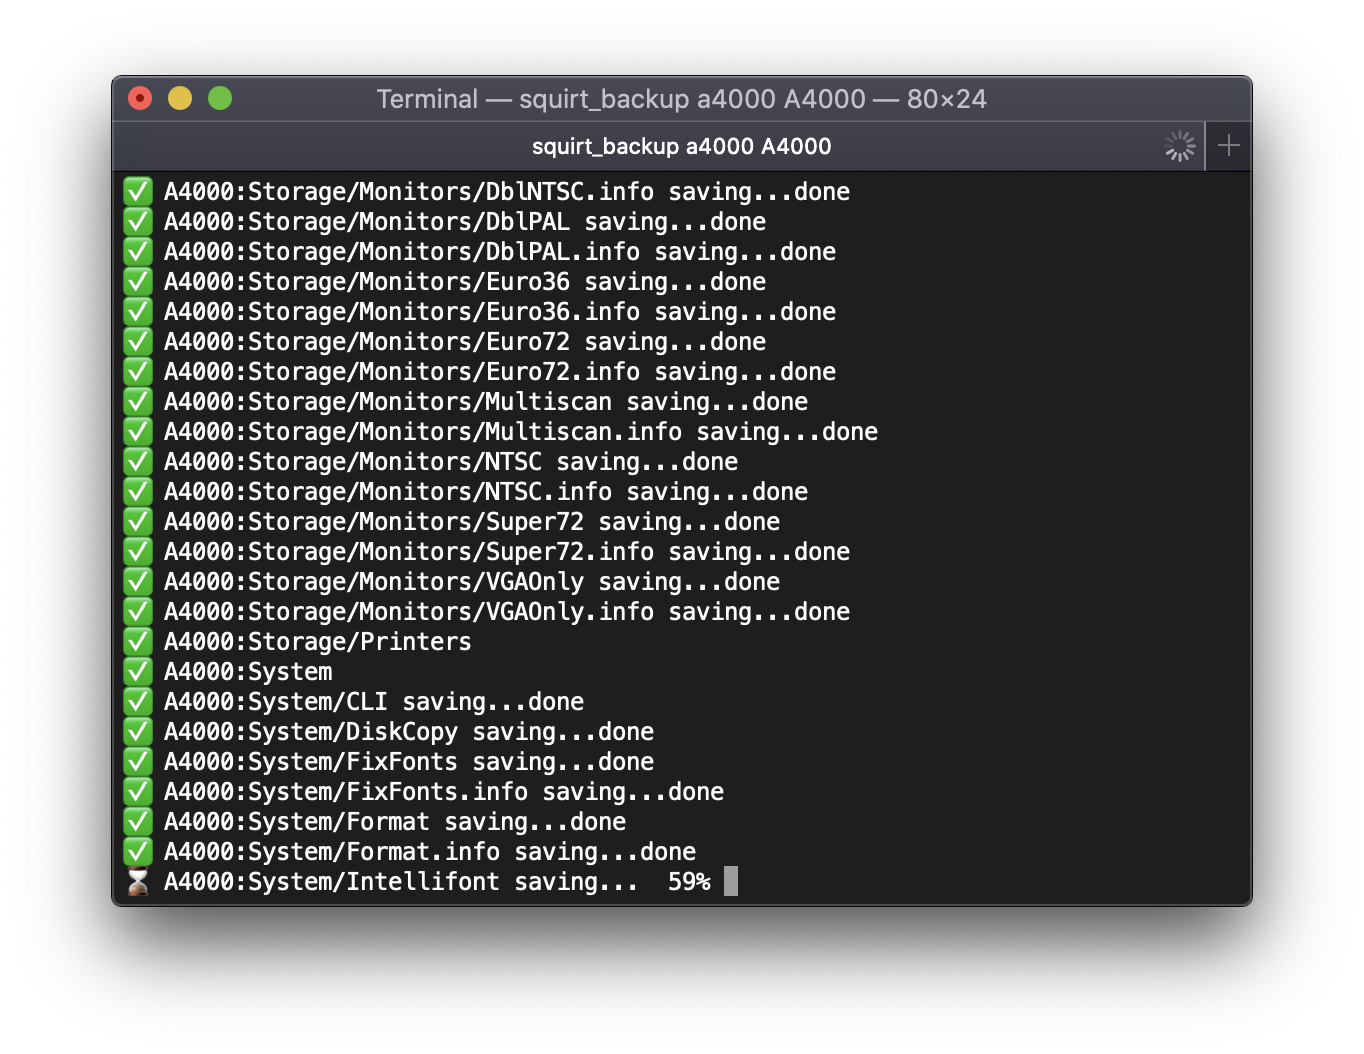 Terminal — squirt_backup a4000 A4000 — 80×24
squirt_backup a4000 A4000
✅ A4000:Storage/Monitors/DblNTSC.info saving...done
✅ A4000:Storage/Monitors/DblPAL saving...done
✅ A4000:Storage/Monitors/DblPAL.info saving...done
✅ A4000:Storage/Monitors/Euro36 saving...done
✅ A4000:Storage/Monitors/Euro36.info saving...done
✅ A4000:Storage/Monitors/Euro72 saving...done
✅ A4000:Storage/Monitors/Euro72.info saving...done
✅ A4000:Storage/Monitors/Multiscan saving...done
✅ A4000:Storage/Monitors/Multiscan.info saving...done
✅ A4000:Storage/Monitors/NTSC saving...done
✅ A4000:Storage/Monitors/NTSC.info saving...done
✅ A4000:Storage/Monitors/Super72 saving...done
✅ A4000:Storage/Monitors/Super72.info saving...done
✅ A4000:Storage/Monitors/VGAOnly saving...done
✅ A4000:Storage/Monitors/VGAOnly.info saving...done
✅ A4000:Storage/Printers
✅ A4000:System
✅ A4000:System/CLI saving...done
✅ A4000:System/DiskCopy saving...done
✅ A4000:System/FixFonts saving...done
✅ A4000:System/FixFonts.info saving...done
✅ A4000:System/Format saving...done
✅ A4000:System/Format.info saving...done
⏳ A4000:System/Intellifont saving...  59%